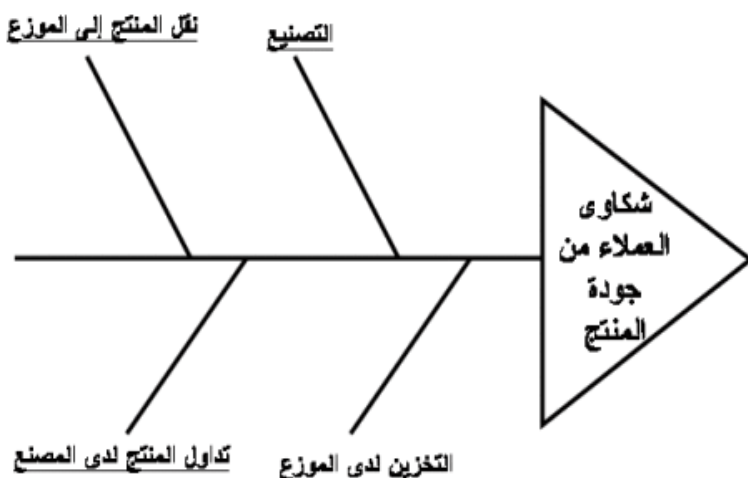 التصنيع
نقل المنتج إلى الموزع
شكاوى
العملاء من
جودة
المنتج
التخزين لدى الموزع
تداول المنتج لدى المصنع